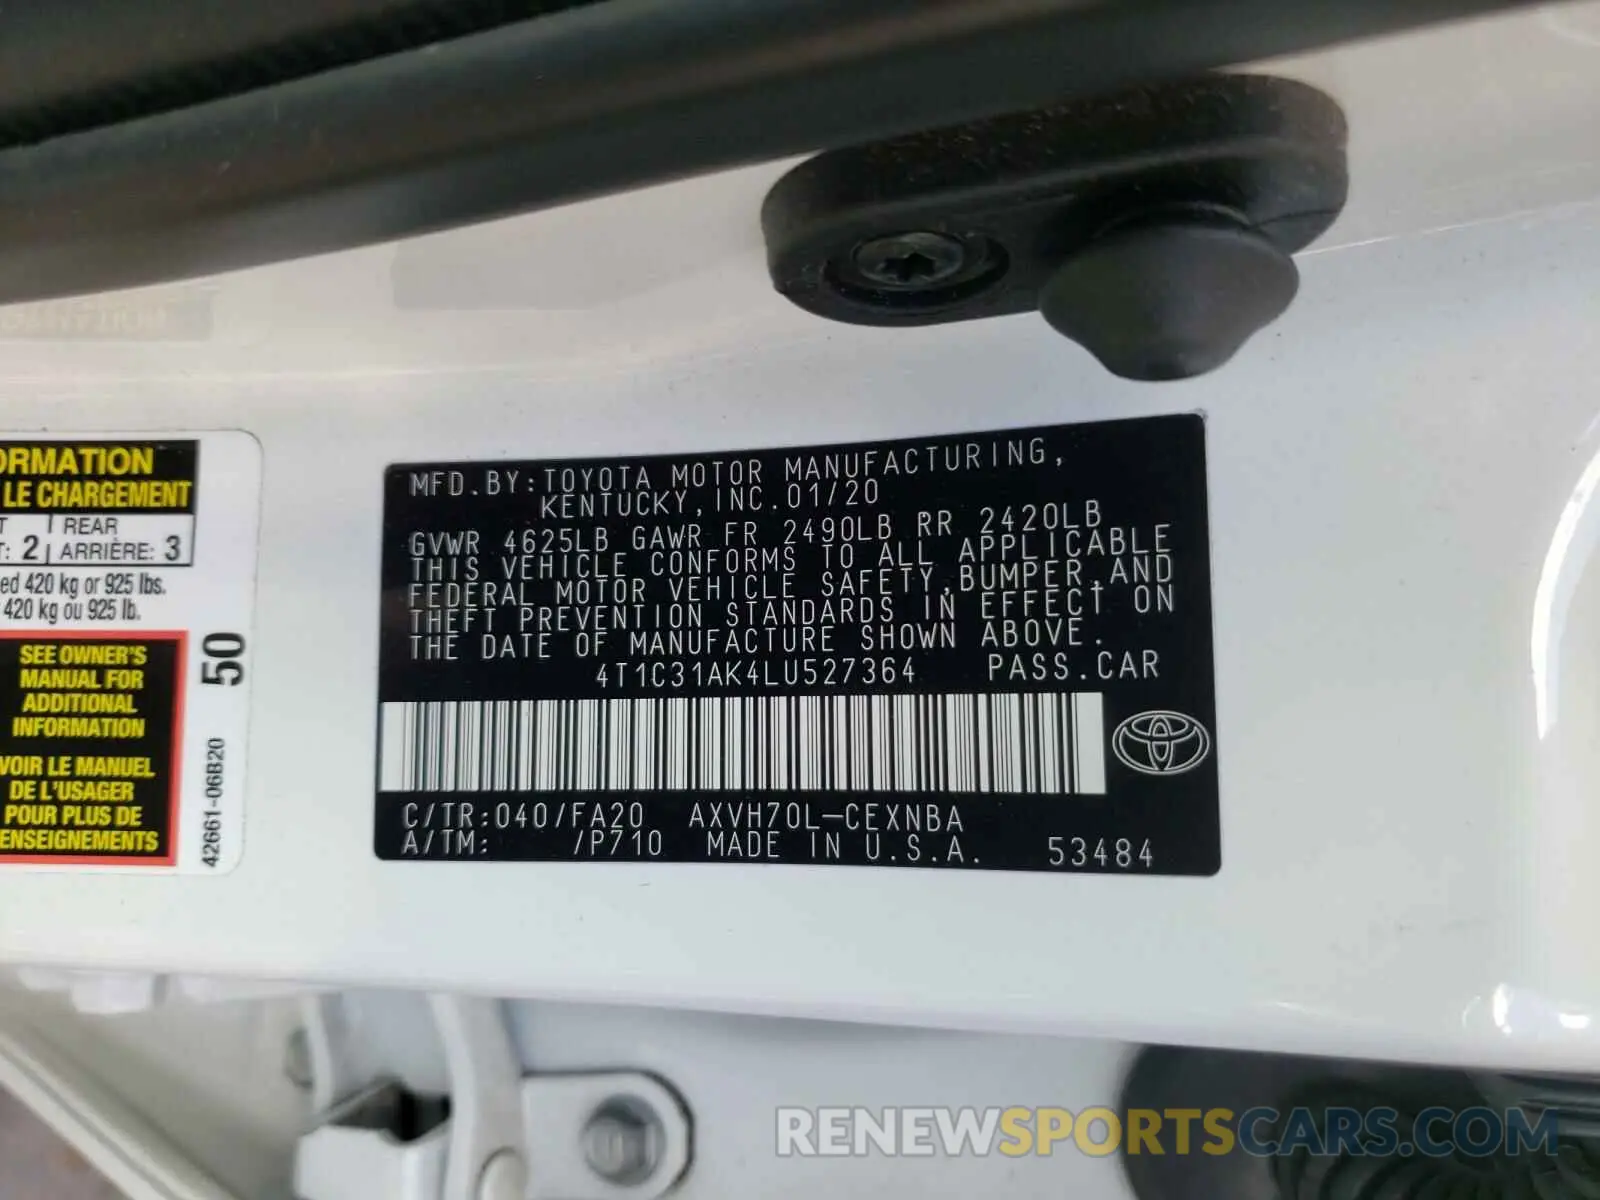 ORMATION
LE CHARGEMENT
T | REAR
T: 2 | ARRIÈRE: 3
ed 420 kg or 925 lbs.
420 kg ou 925 lb.
SEE OWNER'S
MANUAL FOR
ADDITIONAL
INFORMATION
VOIR LE MANUEL
DE L'USAGER
POUR PLUS DE
ENSEIGNEMENTS
50
42661-06B20
MFD.BY:TOYOTA MOTOR MANUFACTURING,
KENTUCKY,INC.01/20
GVWR 4625LB GAWR FR 2490LB RR 2420LB
THIS VEHICLE CONFORMS TO ALL APPLICABLE
FEDERAL MOTOR VEHICLE SAFETY,BUMPER,AND
THEFT PREVENTION STANDARDS IN EFFECT ON
THE DATE OF MANUFACTURE SHOWN ABOVE.
4T1C31AK4LU527364 PASS.CAR
C/TR:040/FA20 AXVH70L-CEXNBA
A/TM: /P710 MADE IN U.S.A. 53484
RENEWSPORTSCARS.COM